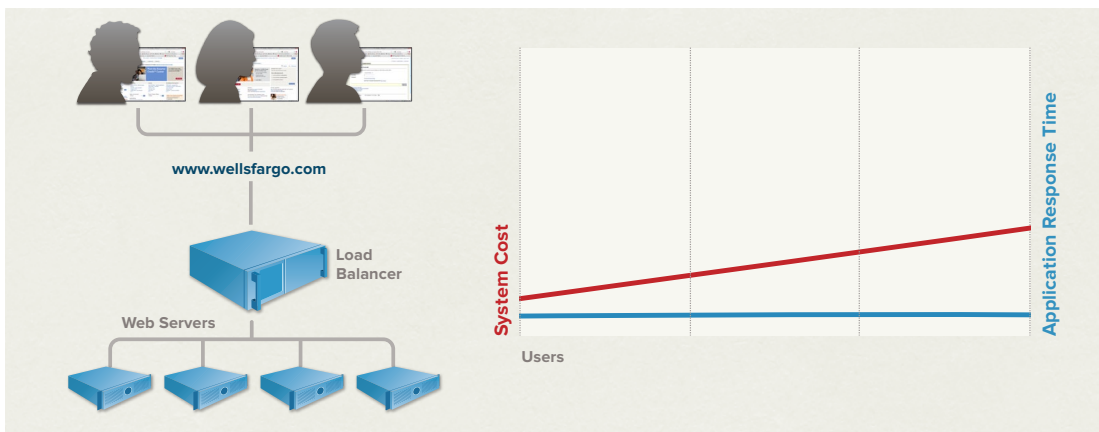 www.wellsfargo.com
Load
Balancer
Web Servers
System Cost
Application Response Time
Users